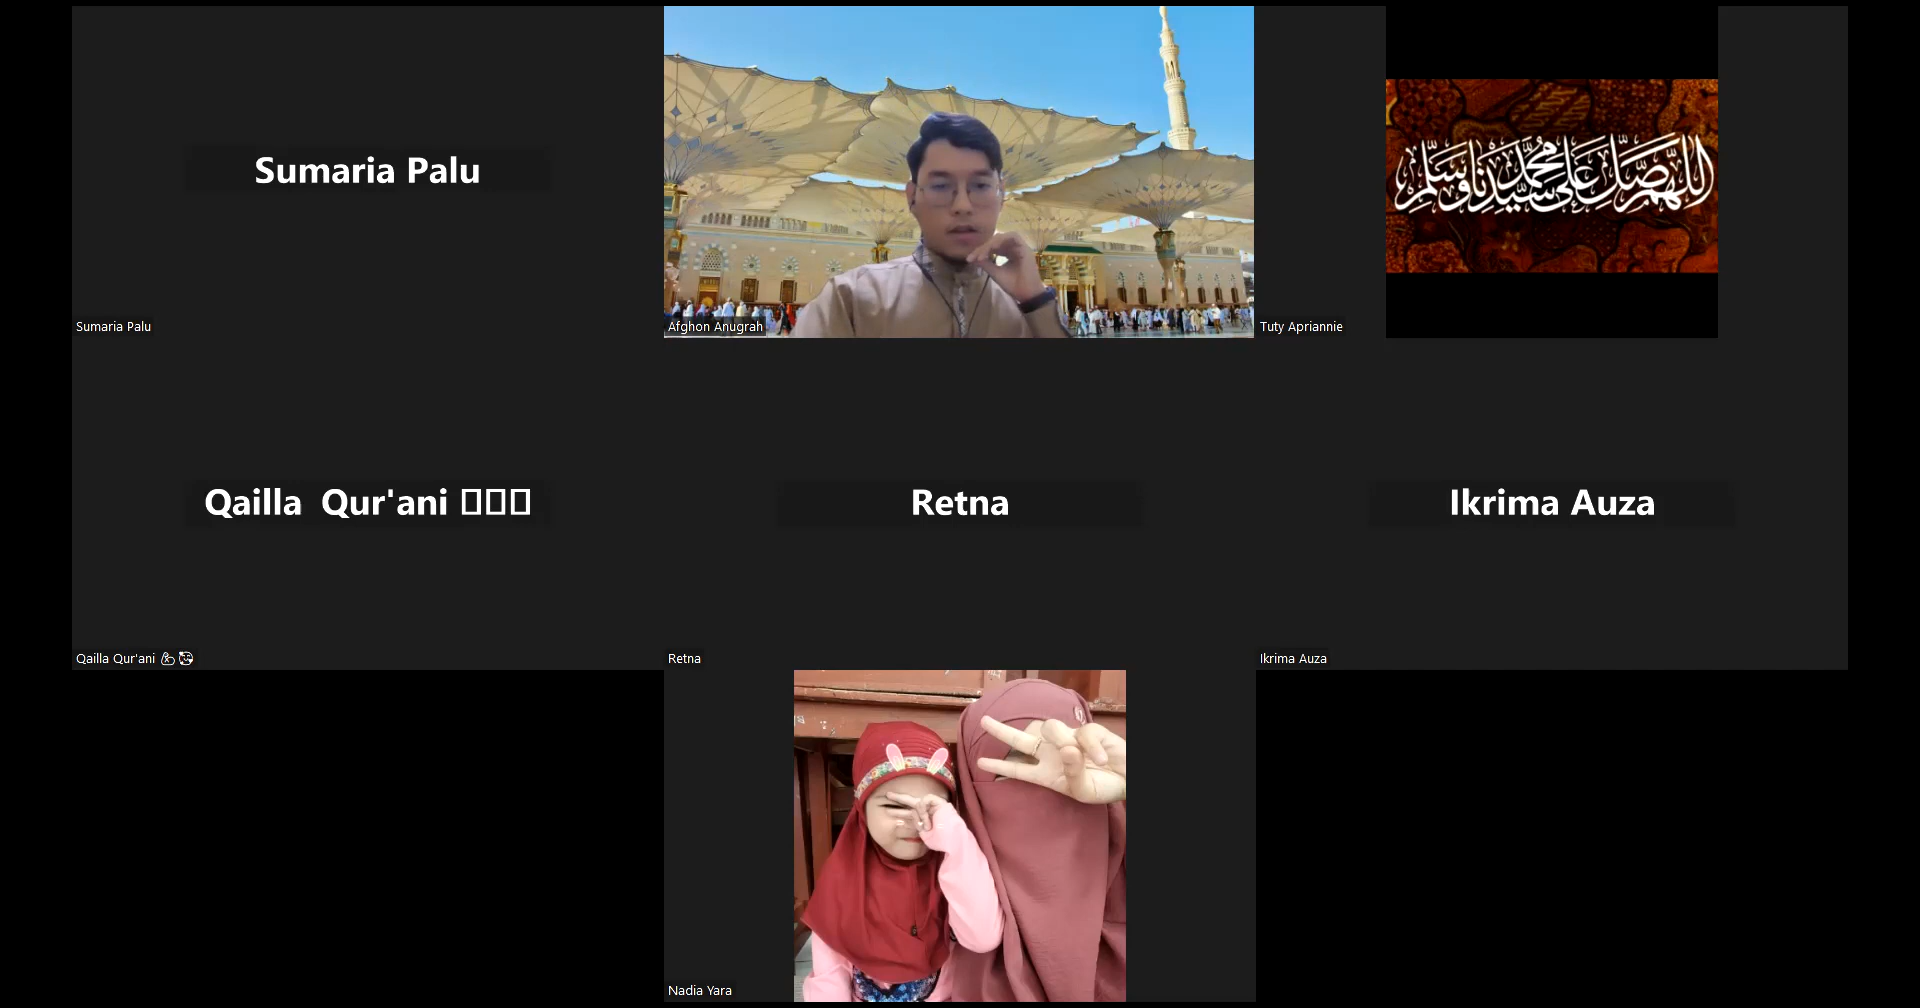 Sumaria Palu
Sumaria Palu
Afghon Anugrah
اللهم صل على سيدنا محمد وسلم
Tuty Apriannie
Qailla  Qur'ani
Qailla Qur'ani
Retna
Retna
Ikrima Auza
Ikrima Auza
Nadia Yara